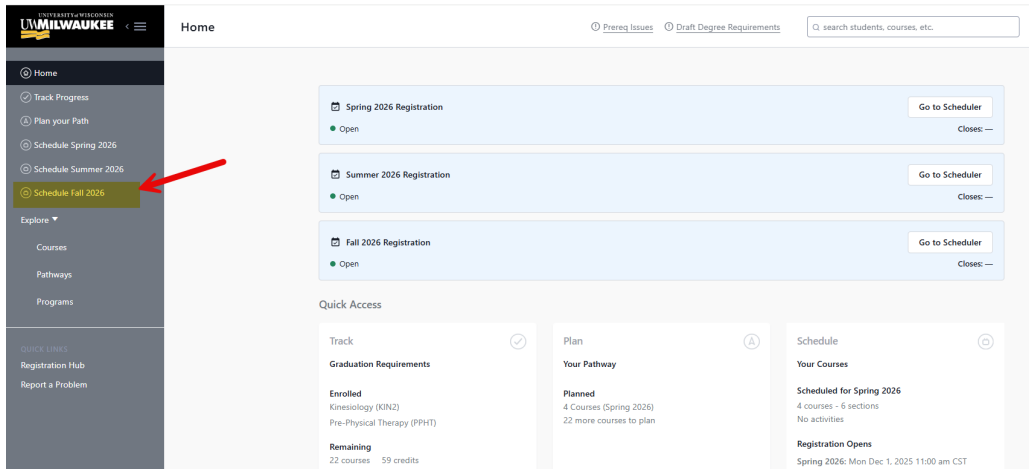 UNIVERSITY of WISCONSIN
UWMILWAUKEE
Home
Prereq Issues
Draft Degree Requirements
search students, courses, etc.
Home
Track Progress
Plan your Path
Schedule Spring 2026
Schedule Summer 2026
Schedule Fall 2026
Explore
Courses
Pathways
Programs
QUICK LINKS
Registration Hub
Report a Problem
Spring 2026 Registration
Go to Scheduler
Open
Closes: —
Summer 2026 Registration
Go to Scheduler
Open
Closes: —
Fall 2026 Registration
Go to Scheduler
Open
Closes: —
Quick Access
Track
Graduation Requirements
Enrolled
Kinesiology (KIN2)
Pre-Physical Therapy (PPHT)
Remaining
22 courses 59 credits
Plan
Your Pathway
Planned
4 Courses (Spring 2026)
22 more courses to plan
Schedule
Your Courses
Scheduled for Spring 2026
4 courses - 6 sections
No activities
Registration Opens
Spring 2026: Mon Dec 1, 2025 11:00 am CST